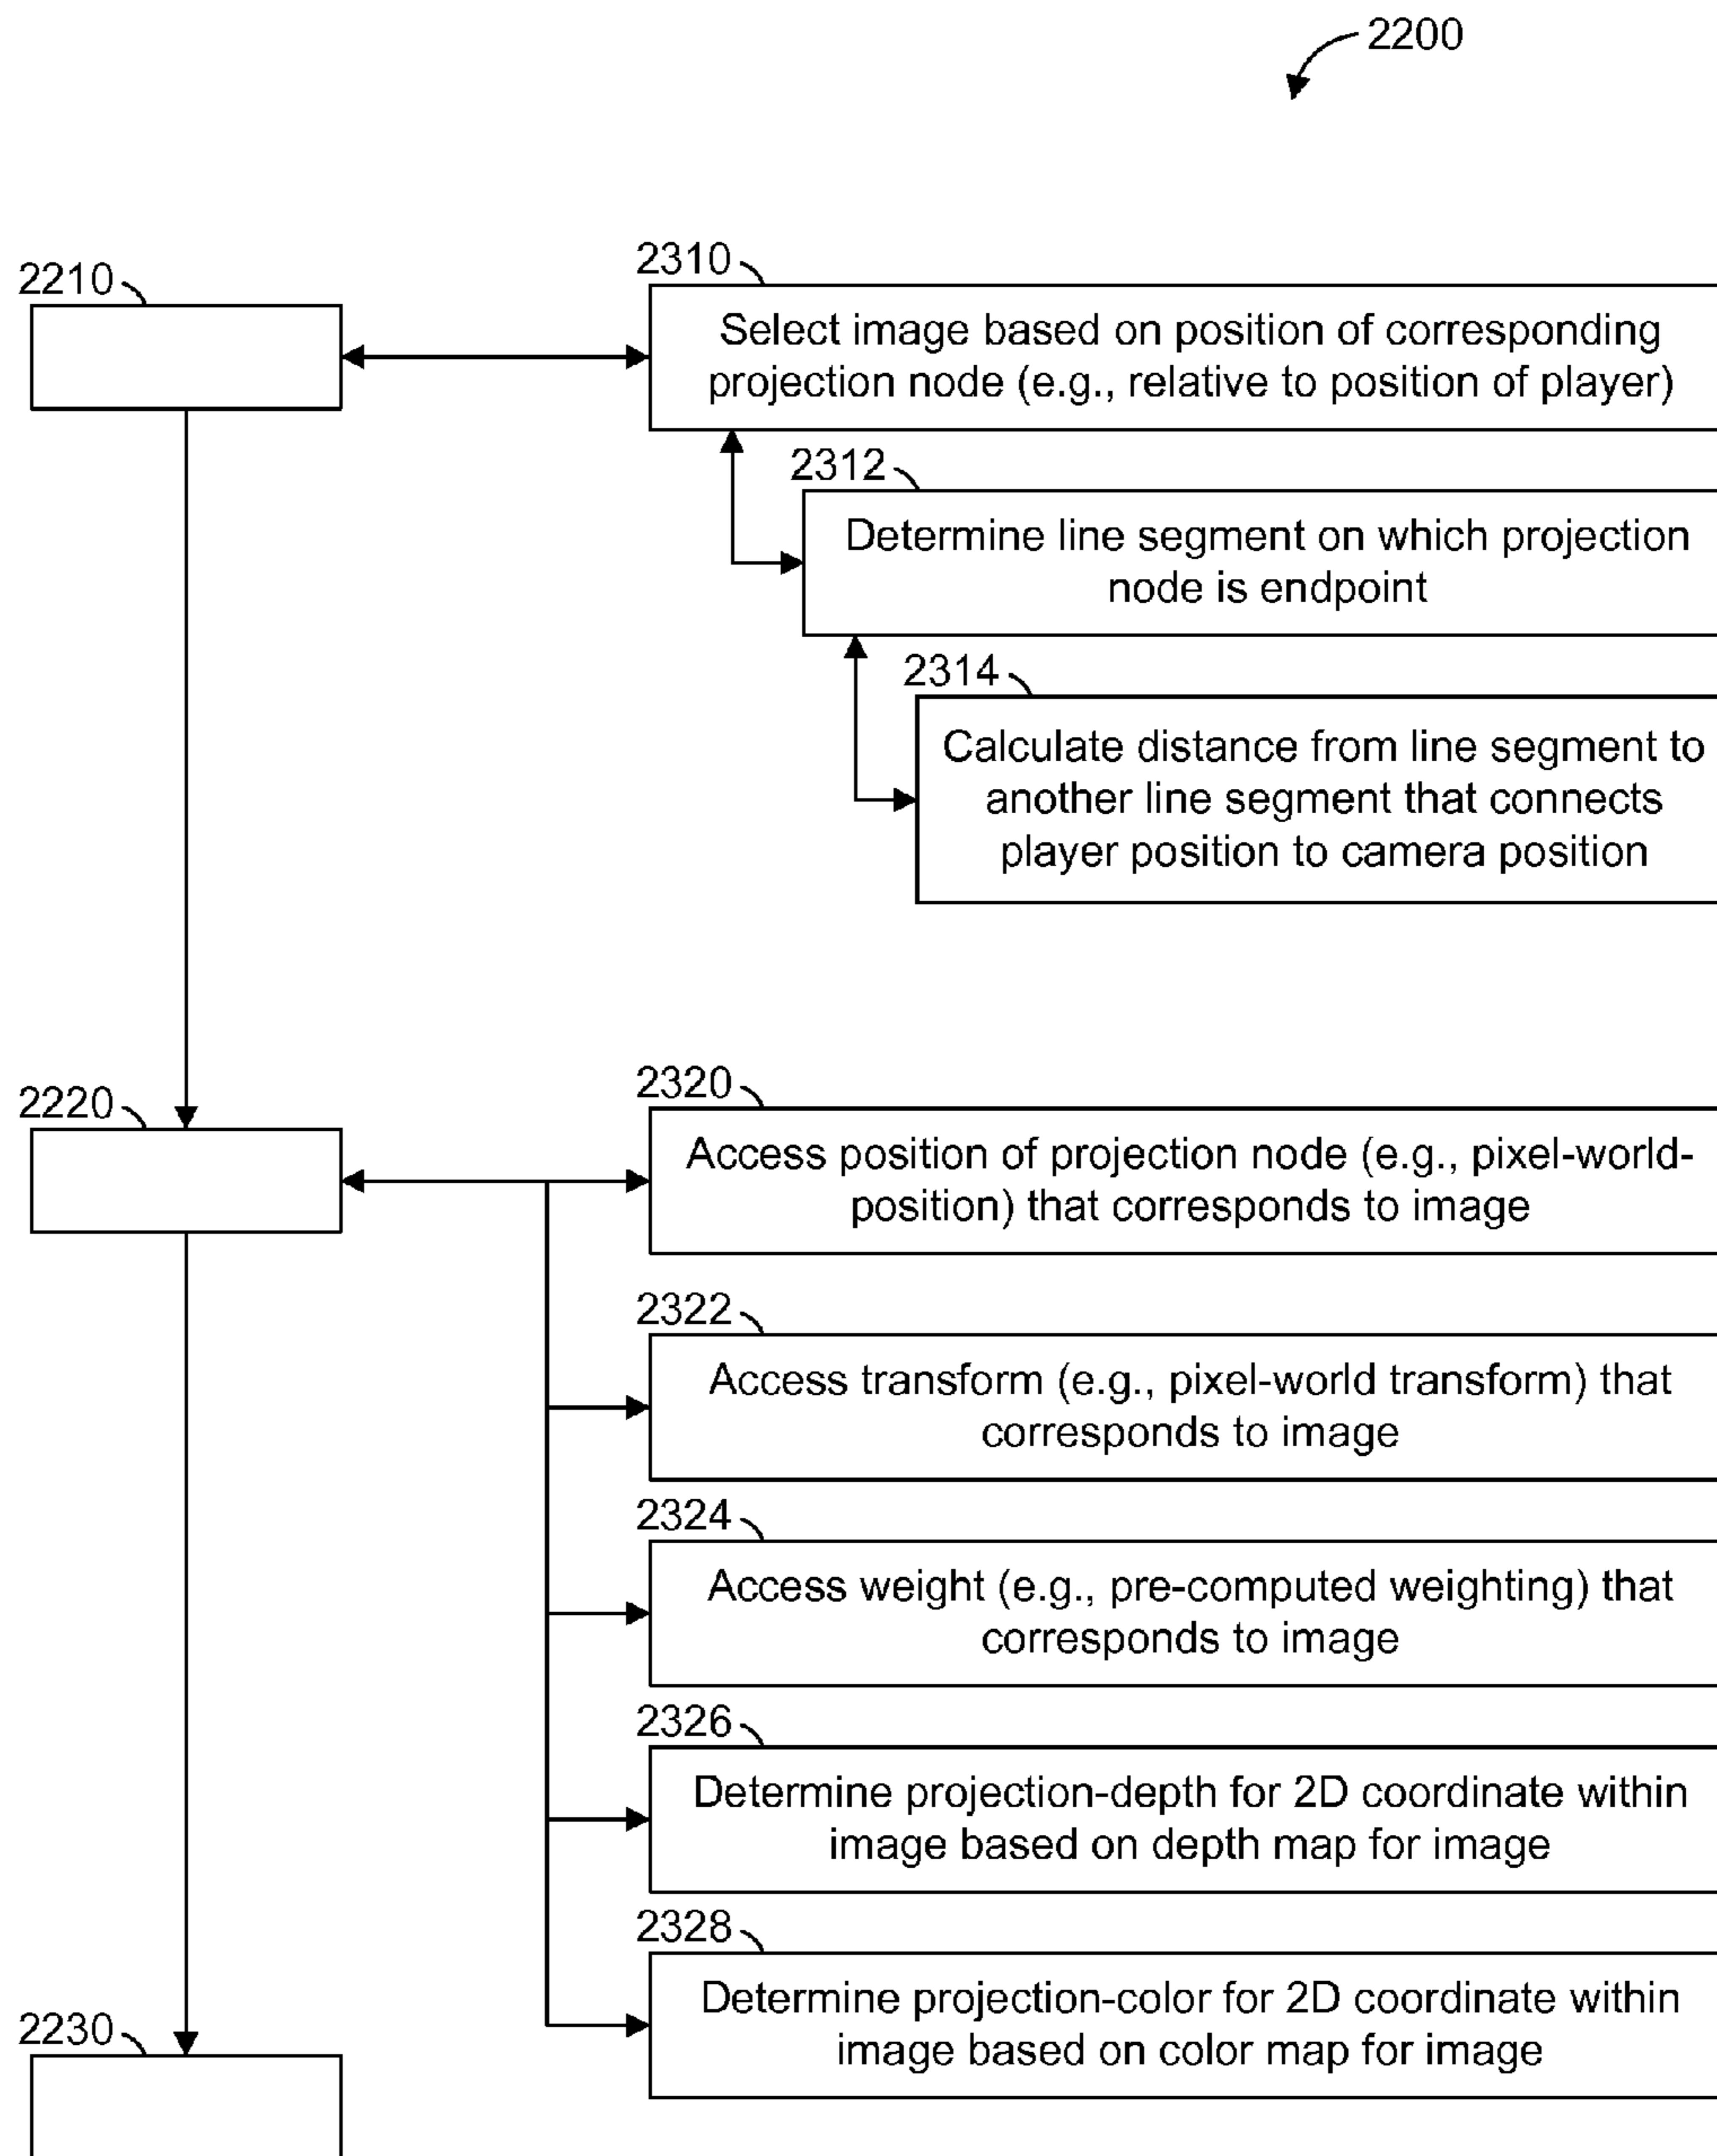 2200
2210
2310
Select image based on position of corresponding
projection node (e.g., relative to position of player)
2312
Determine line segment on which projection
node is endpoint
2314
Calculate distance from line segment to
another line segment that connects
player position to camera position
2220
2320
Access position of projection node (e.g., pixel-world-
position) that corresponds to image
2322
Access transform (e.g., pixel-world transform) that
corresponds to image
2324
Access weight (e.g., pre-computed weighting) that
corresponds to image
2326
Determine projection-depth for 2D coordinate within
image based on depth map for image
2328
Determine projection-color for 2D coordinate within
image based on color map for image
2230